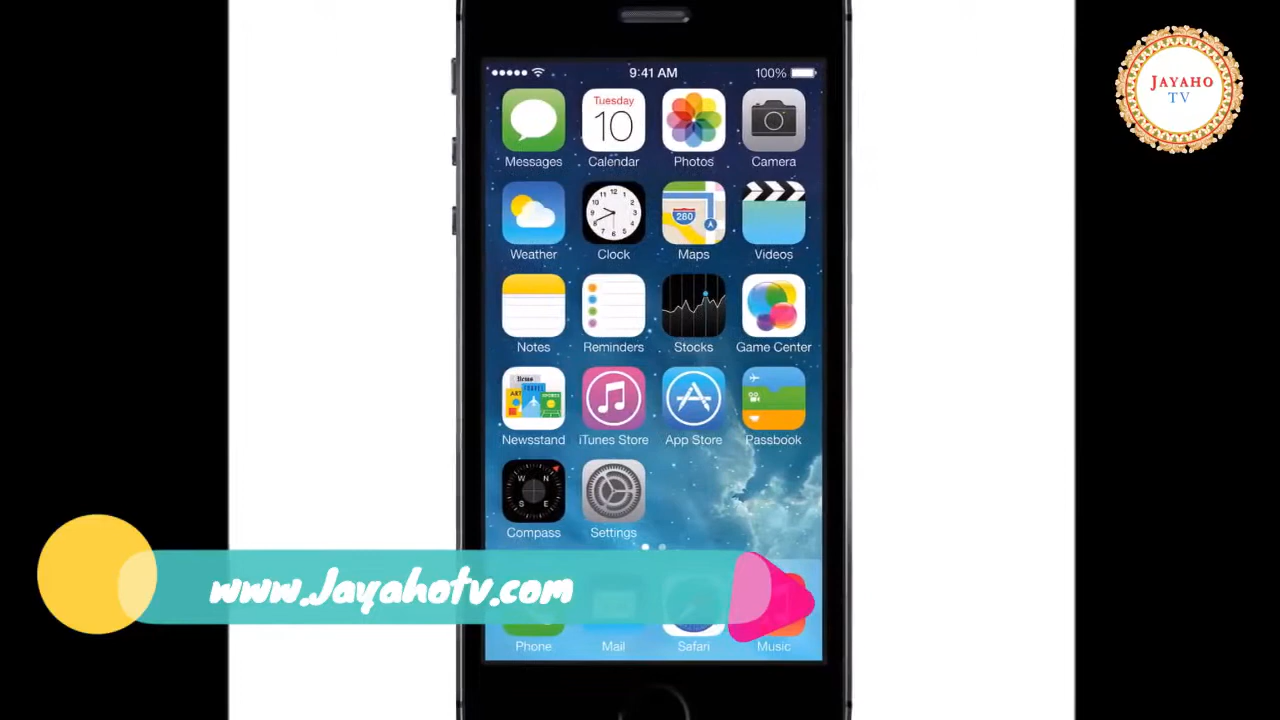 9:41 AM
100%
JAYAHO
TV
Tuesday
10
Messages
Calendar
Photos
Camera
280
Weather
Clock
Maps
Videos
Notes
Reminders
Stocks
Game Center
Newsstand
iTunes Store
App Store
Passbook
W N
S E
Compass
Settings
www.Jayahotv.com
Phone
Mail
Safari
Music